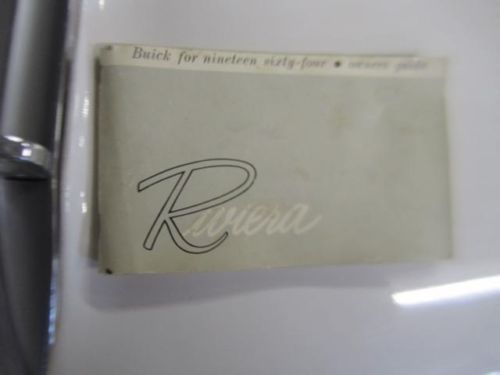 Buick for nineteen sixty-four • owners guide
Riviera